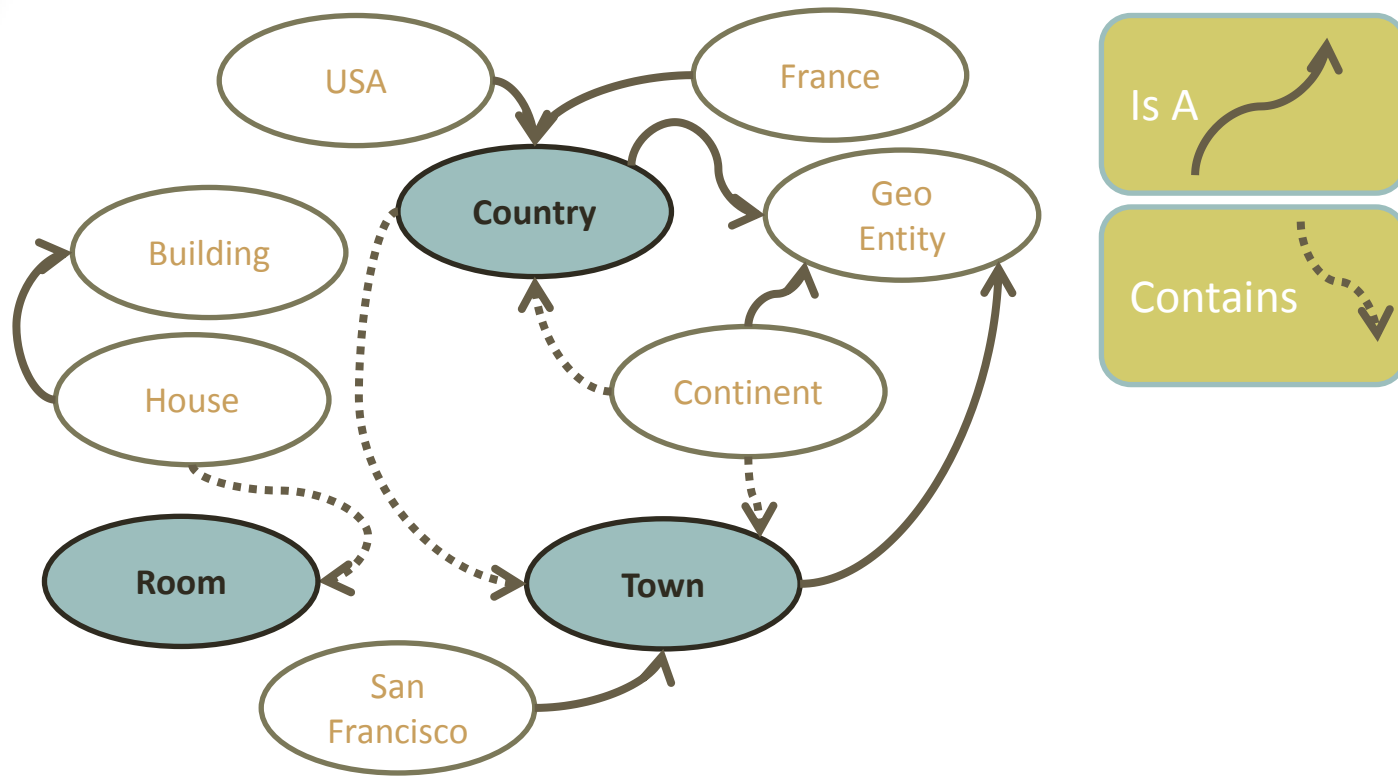 USA
France
Is A
Country
Geo
Entity
Building
Contains
House
Continent
Room
Town
San
Francisco